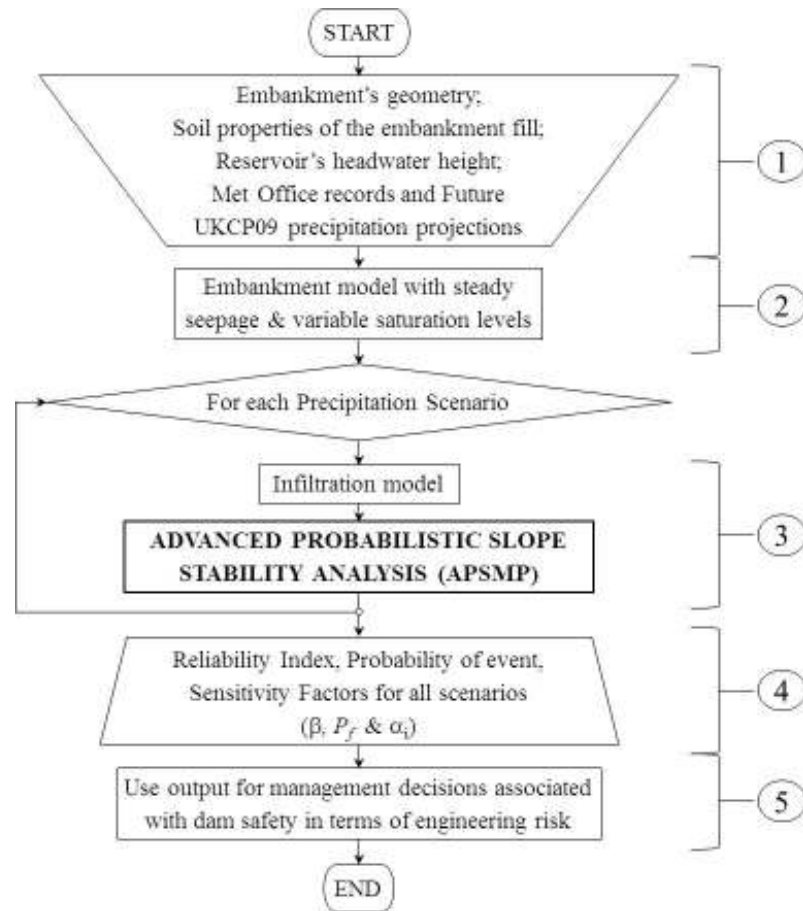 START
Embankment's geometry;
Soil properties of the embankment fill;
Reservoir's headwater height;
Met Office records and Future
UKCP09 precipitation projections
1
Embankment model with steady
seepage & variable saturation levels
2
For each Precipitation Scenario
Infiltration model
ADVANCED PROBABILISTIC SLOPE
STABILITY ANALYSIS (APSMP)
3
Reliability Index, Probability of event,
Sensitivity Factors for all scenarios
(β, Pf & αi)
4
Use output for management decisions associated
with dam safety in terms of engineering risk
5
END